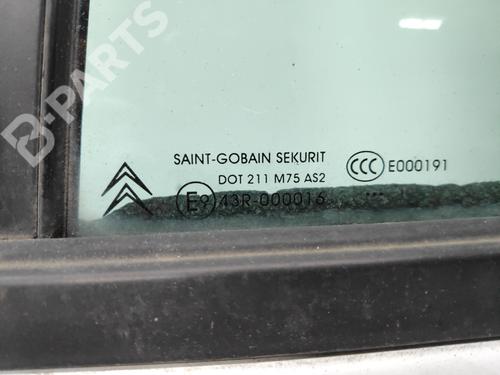 B-PARTS
SAINT-GOBAIN SEKURIT
DOT 211 M75 AS2
E9 43R-000016
CCC E000191
...